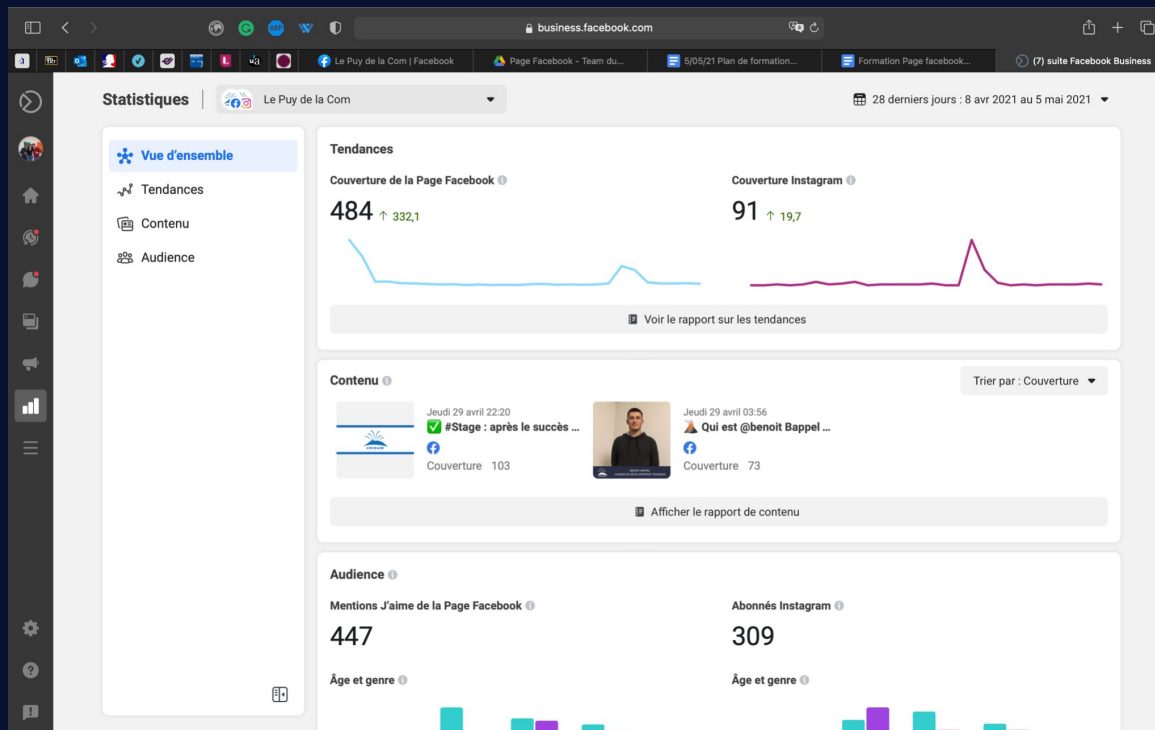 business.facebook.com
Le Puy de la Com | Facebook
Page Facebook - Team du...
5/05/21 Plan de formation...
Formation Page facebook...
(7) suite Facebook Business
Statistiques
Le Puy de la Com
28 derniers jours : 8 avr 2021 au 5 mai 2021
Vue d'ensemble
Tendances
Contenu
Audience
Tendances
Couverture de la Page Facebook
484 ↑ 332,1
Couverture Instagram
91 ↑ 19,7
Voir le rapport sur les tendances
Contenu
Trier par : Couverture
Jeudi 29 avril 22:20
✅ #Stage : après le succès ...
Couverture 103
Jeudi 29 avril 03:56
🌋 Qui est @benoit Bappel ...
Couverture 73
Afficher le rapport de contenu
Audience
Mentions J'aime de la Page Facebook
447
Abonnés Instagram
309
Âge et genre
Âge et genre